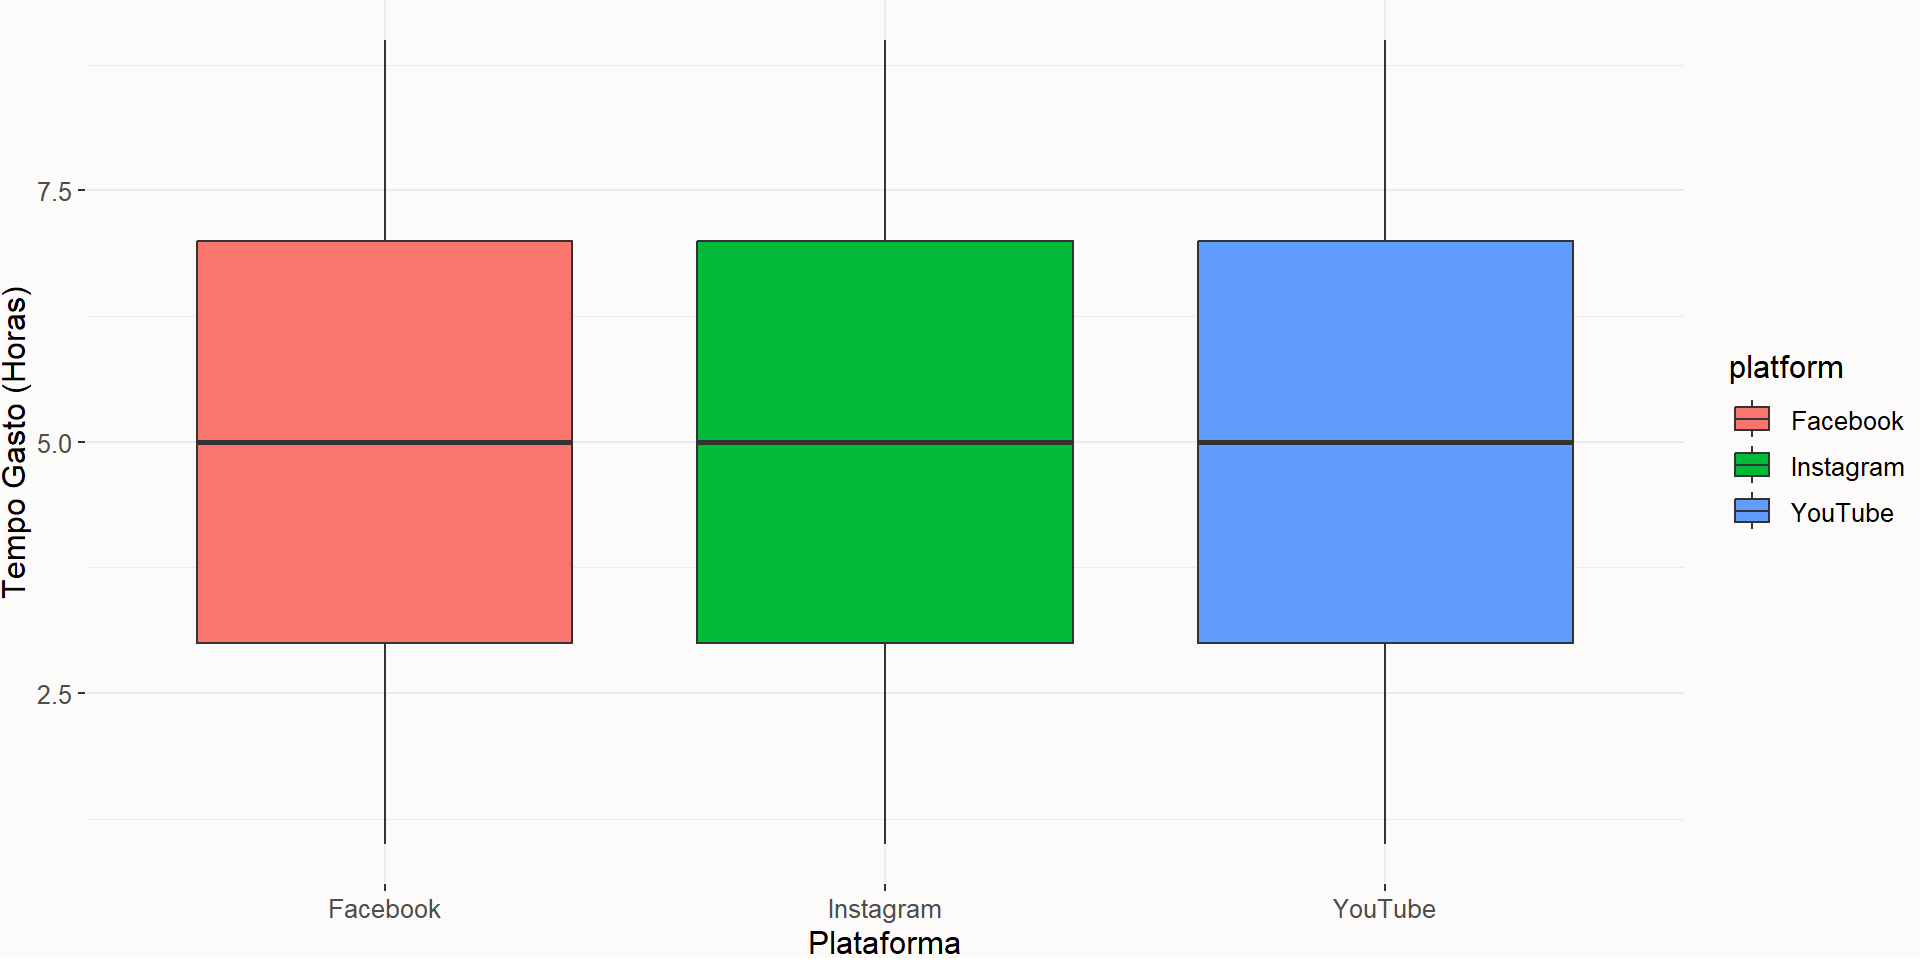 Tempo Gasto (Horas)
7.5
5.0
2.5
Facebook
Instagram
YouTube
Plataforma
platform
Facebook
Instagram
YouTube